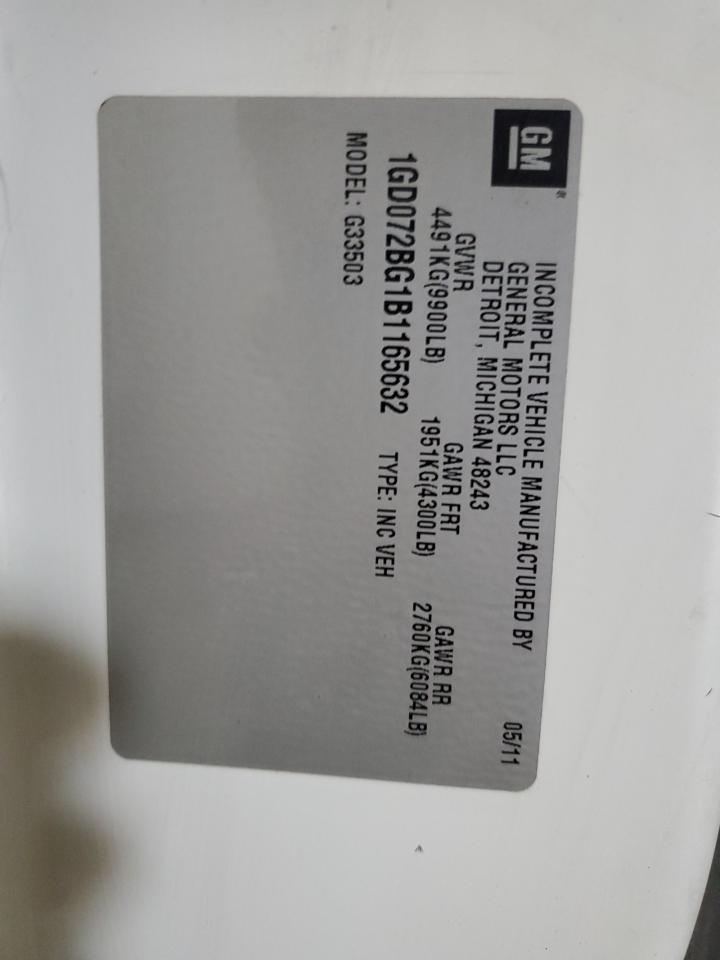 GM®
INCOMPLETE VEHICLE MANUFACTURED BY
GENERAL MOTORS LLC 05/11
DETROIT, MICHIGAN 48243
GVWR GAWR FRT GAWR RR
4491KG(9900LB) 1951KG(4300LB) 2760KG(6084LB)
1GD072BG1B1165632 TYPE: INC VEH
MODEL: G33503